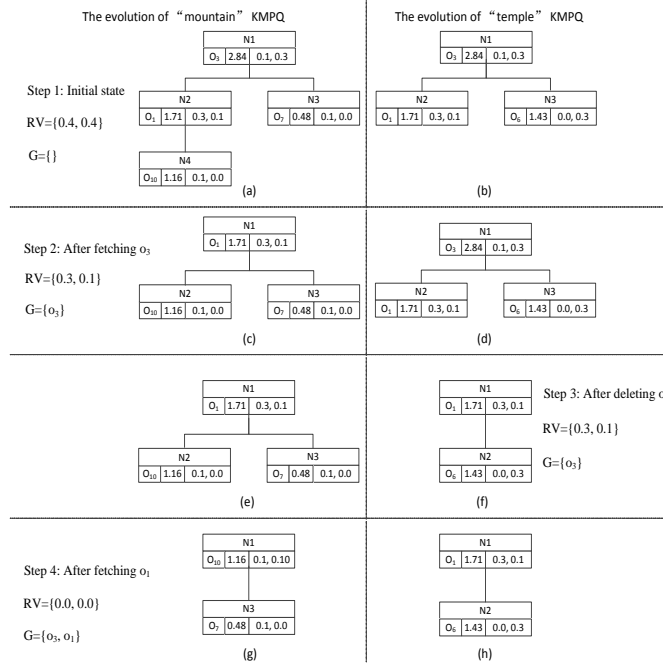 The evolution of “mountain” KMPQ
The evolution of “temple” KMPQ
Step 1: Initial state
RV={0.4, 0.4}
G={}
N1
O3 2.84 0.1, 0.3
N2
O1 1.71 0.3, 0.1
N3
O7 0.48 0.1, 0.0
N4
O10 1.16 0.1, 0.0
(a)
N1
O3 2.84 0.1, 0.3
N2
O1 1.71 0.3, 0.1
N3
O6 1.43 0.0, 0.3
(b)
Step 2: After fetching o3
RV={0.3, 0.1}
G={o3}
N1
O1 1.71 0.3, 0.1
N2
O10 1.16 0.1, 0.0
N3
O7 0.48 0.1, 0.0
(c)
N1
O3 2.84 0.1, 0.3
N2
O1 1.71 0.3, 0.1
N3
O6 1.43 0.0, 0.3
(d)
N1
O1 1.71 0.3, 0.1
N2
O10 1.16 0.1, 0.0
N3
O7 0.48 0.1, 0.0
(e)
N1
O1 1.71 0.3, 0.1
N2
O6 1.43 0.0, 0.3
(f)
Step 3: After deleting o
RV={0.3, 0.1}
G={o3}
Step 4: After fetching o1
RV={0.0, 0.0}
G={o3, o1}
N1
O10 1.16 0.1, 0.10
N3
O7 0.48 0.1, 0.0
(g)
N1
O1 1.71 0.3, 0.1
N2
O6 1.43 0.0, 0.3
(h)